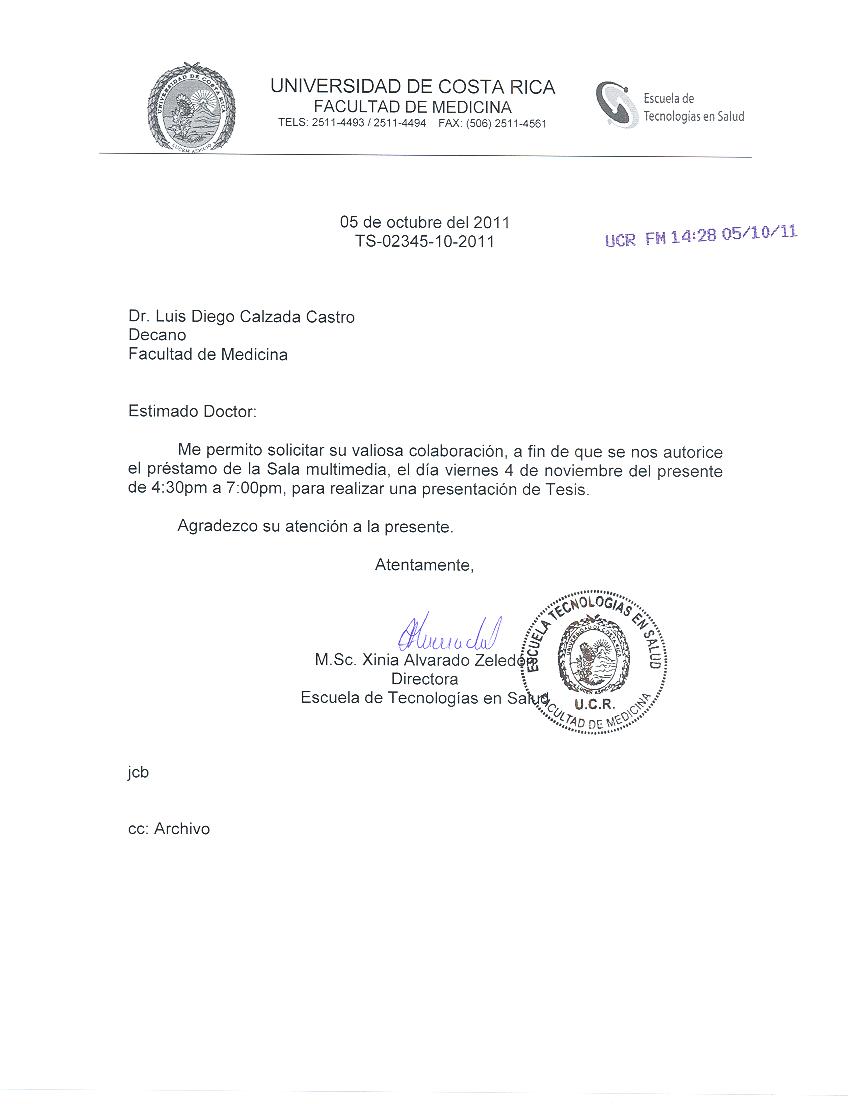 UNIVERSIDAD DE COSTA RICA
FACULTAD DE MEDICINA
TELS: 2511-4493 / 2511-4494 FAX: (506) 2511-4561
UNIVERSIDAD DE COSTA RICA
Escuela de
Tecnologías en Salud
05 de octubre del 2011
TS-02345-10-2011
UCR FM 14:28 05/10/11
Dr. Luis Diego Calzada Castro
Decano
Facultad de Medicina
Estimado Doctor:
Me permito solicitar su valiosa colaboración, a fin de que se nos autorice
el préstamo de la Sala multimedia, el día viernes 4 de noviembre del presente
de 4:30pm a 7:00pm, para realizar una presentación de Tesis.
Agradezco su atención a la presente.
Atentamente,
M.Sc. Xinia Alvarado Zeledón
Directora
Escuela de Tecnologías en Salud
ESCUELA TECNOLOGIAS EN SALUD
U.C.R.
FACULTAD DE MEDICINA
jcb
cc: Archivo